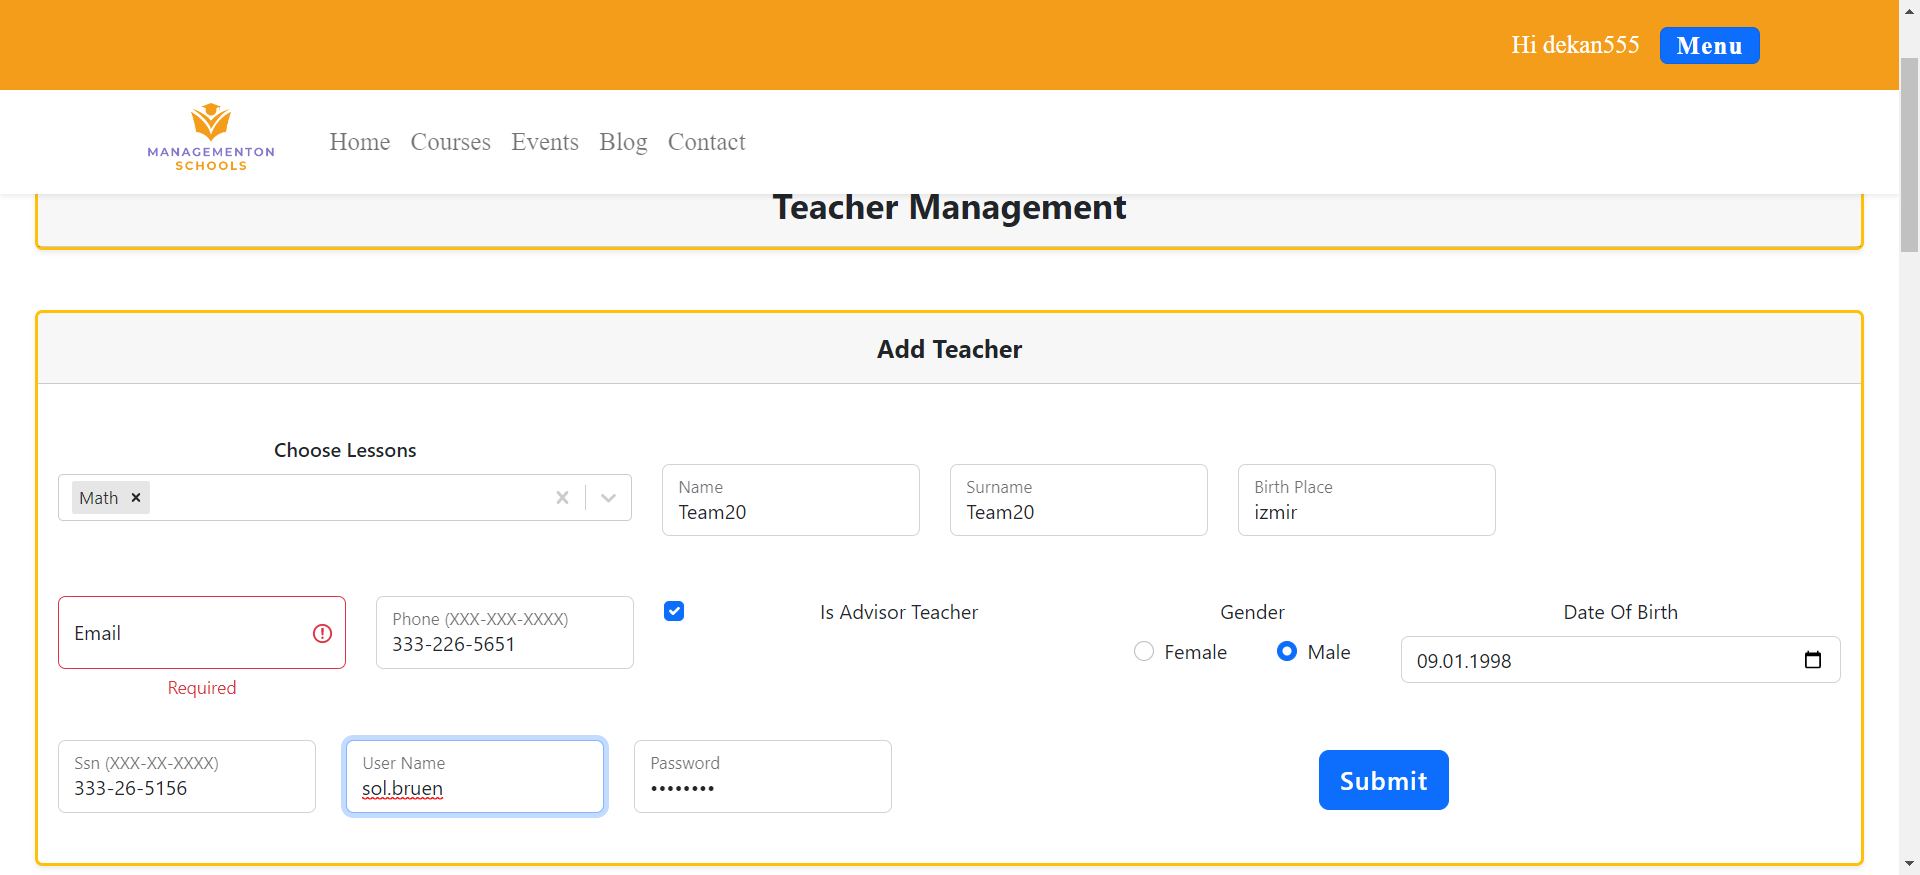 Hi dekan555 Menu
MANAGEMENTON
SCHOOLS
Home Courses Events Blog Contact
Teacher Management
Add Teacher
Choose Lessons
Math
Name
Team20
Surname
Team20
Birth Place
izmir
Email
Required
Phone (XXX-XXX-XXXX)
333-226-5651
Is Advisor Teacher
Gender
Female Male
Date Of Birth
09.01.1998
Ssn (XXX-XX-XXXX)
333-26-5156
User Name
sol.bruen
Password
••••••••
Submit